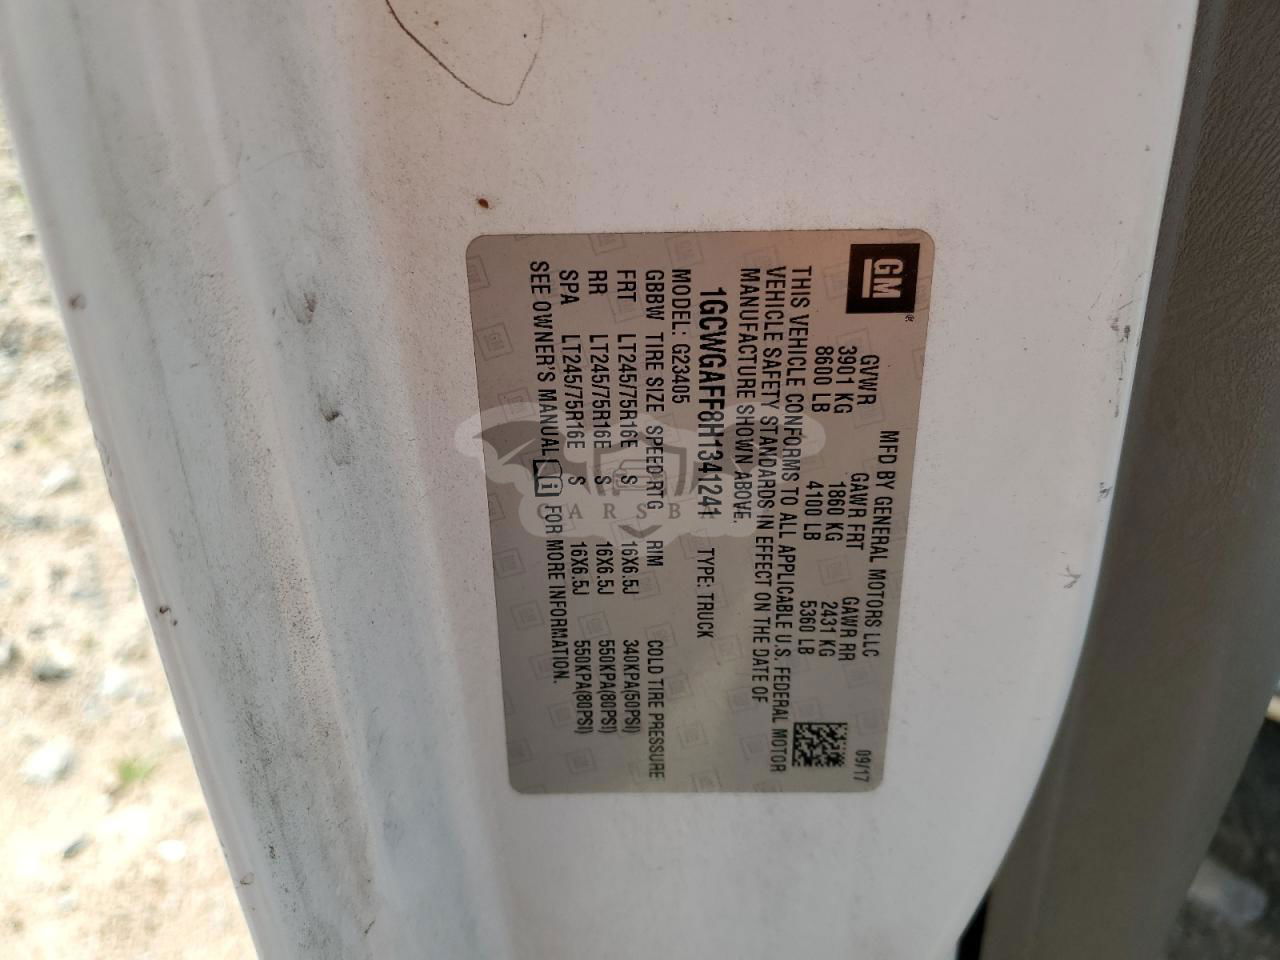 GM
®
MFD BY GENERAL MOTORS LLC 09/17
GVWR GAWR FRT GAWR RR
3901 KG 1860 KG 2431 KG
8600 LB 4100 LB 5360 LB
THIS VEHICLE CONFORMS TO ALL APPLICABLE U.S. FEDERAL MOTOR
VEHICLE SAFETY STANDARDS IN EFFECT ON THE DATE OF
MANUFACTURE SHOWN ABOVE.
1GCWGAFF8H1341241 TYPE: TRUCK
MODEL: G23405
GBBW TIRE SIZE SPEED RTG RIM COLD TIRE PRESSURE
FRT LT245/75R16E S 16X6.5J 340KPA(50PSI)
RR LT245/75R16E S 16X6.5J 550KPA(80PSI)
SPA LT245/75R16E S 16X6.5J 550KPA(80PSI)
SEE OWNER'S MANUAL i FOR MORE INFORMATION.